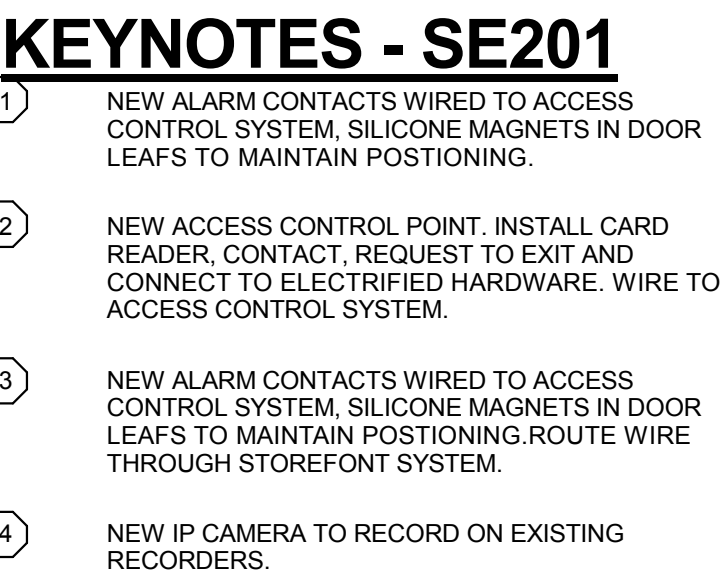 KEYNOTES - SE201
1 NEW ALARM CONTACTS WIRED TO ACCESS
CONTROL SYSTEM, SILICONE MAGNETS IN DOOR
LEAFS TO MAINTAIN POSTIONING.
2 NEW ACCESS CONTROL POINT. INSTALL CARD
READER, CONTACT, REQUEST TO EXIT AND
CONNECT TO ELECTRIFIED HARDWARE. WIRE TO
ACCESS CONTROL SYSTEM.
3 NEW ALARM CONTACTS WIRED TO ACCESS
CONTROL SYSTEM, SILICONE MAGNETS IN DOOR
LEAFS TO MAINTAIN POSTIONING.ROUTE WIRE
THROUGH STOREFONT SYSTEM.
4 NEW IP CAMERA TO RECORD ON EXISTING
RECORDERS.